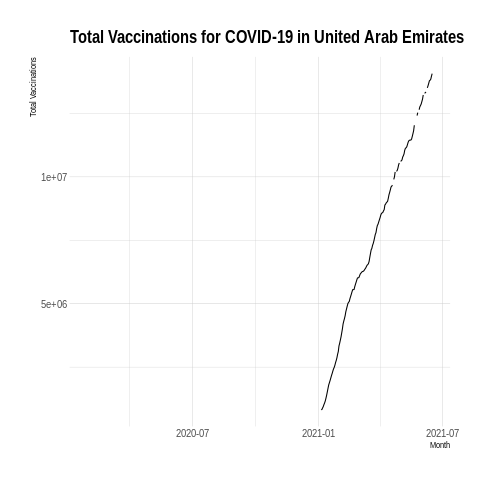 Total Vaccinations for COVID-19 in United Arab Emirates
Total Vaccinations
1e+07
5e+06
2020-07 2021-01 2021-07
Month